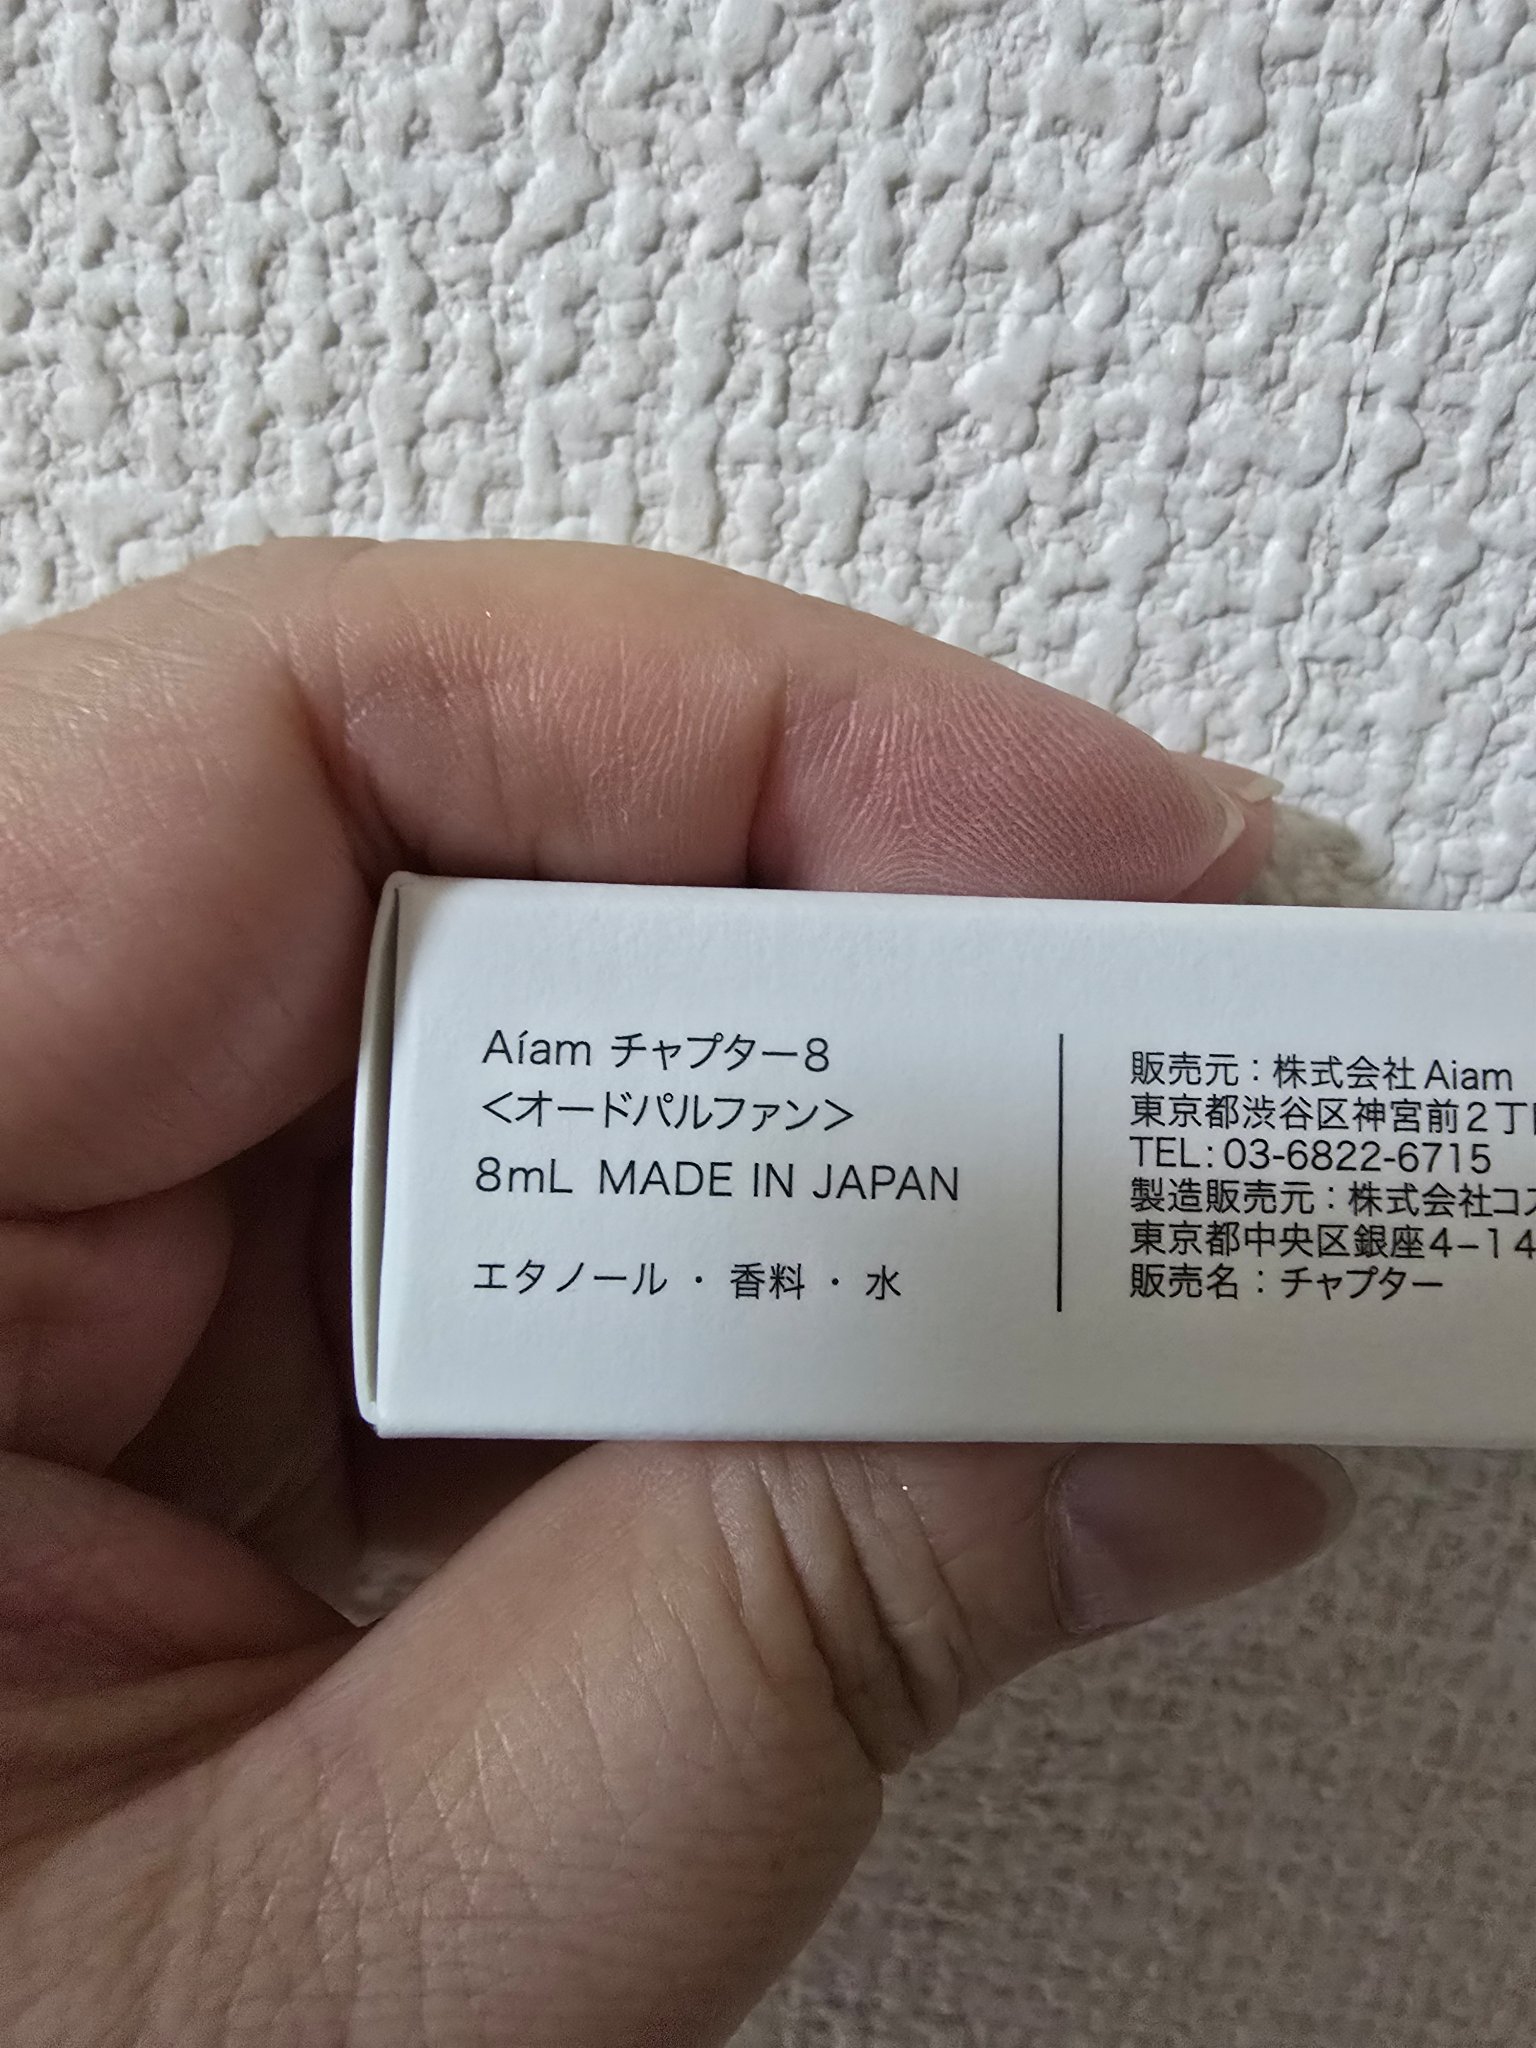 Aíam チャプター8
<オードパルファン>
8mL MADE IN JAPAN
エタノール ・ 香料 ・ 水
販売元：株式会社 Aiam
東京都渋谷区神宮前2丁
TEL：03-6822-6715
製造販売元：株式会社コス
東京都中央区銀座4−14
販売名：チャプター